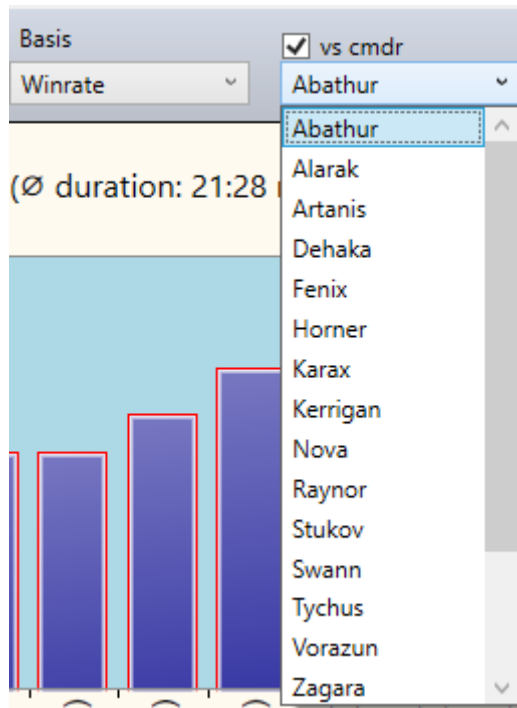 Basis
vs cmdr
Winrate
Abathur
(Ø duration: 21:28
Abathur
Alarak
Artanis
Dehaka
Fenix
Horner
Karax
Kerrigan
Nova
Raynor
Stukov
Swann
Tychus
Vorazun
Zagara